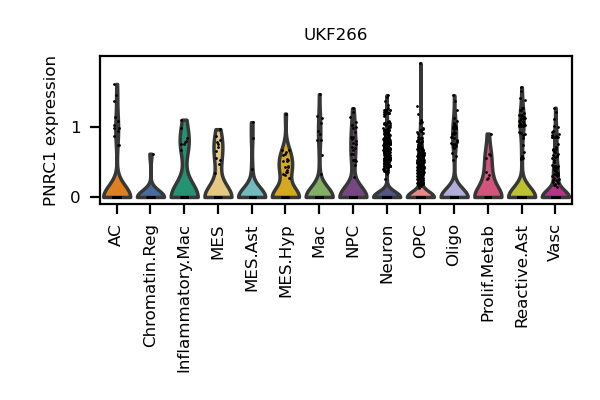 UKF266
PNRC1 expression
1
0
AC
Chromatin.Reg
Inflammatory.Mac
MES
MES.Ast
MES.Hyp
Mac
NPC
Neuron
OPC
Oligo
Prolif.Metab
Reactive.Ast
Vasc